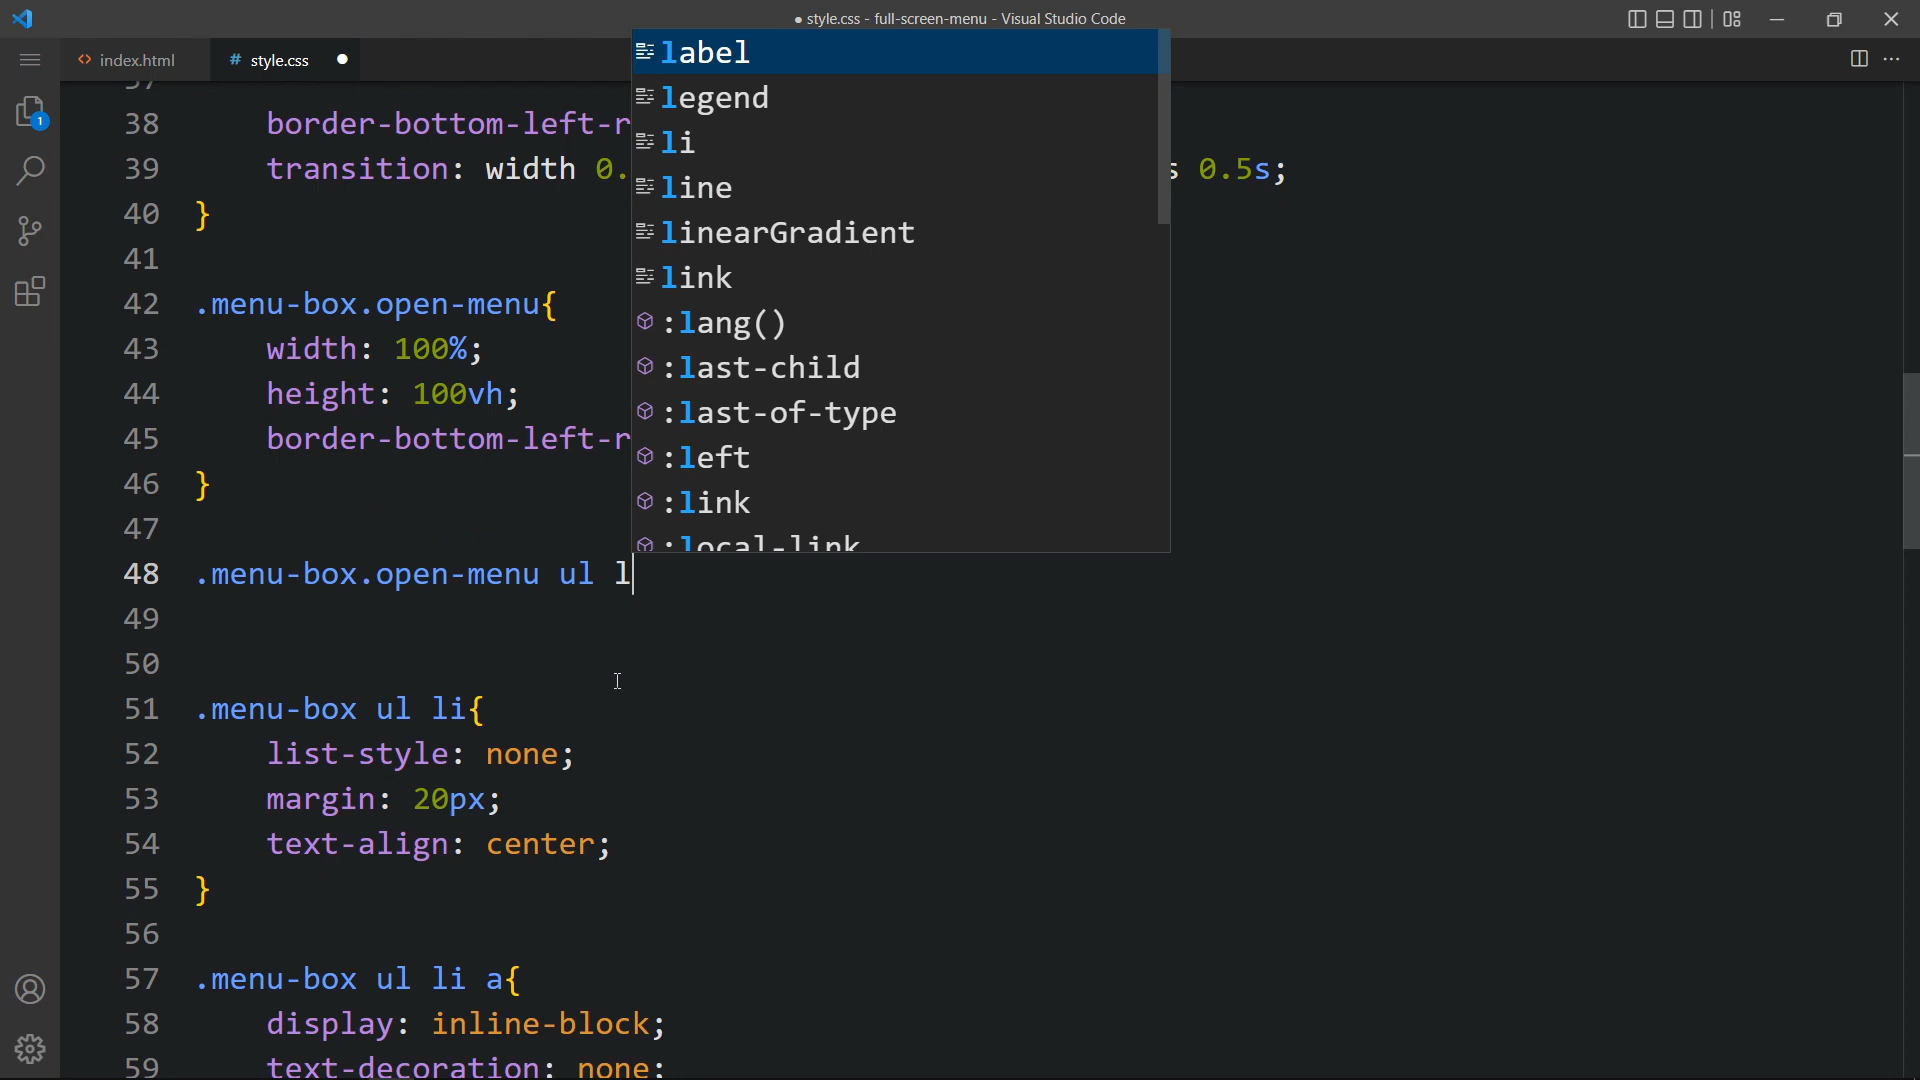 ● style.css - full-screen-menu - Visual Studio Code
<> index.html
# style.css ●
1
38 border-bottom-left-r
39 transition: width 0. 0.5s;
40 }
41
42 .menu-box.open-menu{
43 width: 100%;
44 height: 100vh;
45 border-bottom-left-r
46 }
47
48 .menu-box.open-menu ul l
49
50
51 .menu-box ul li{
52 list-style: none;
53 margin: 20px;
54 text-align: center;
55 }
56
57 .menu-box ul li a{
58 display: inline-block;
59 text-decoration: none;
label
legend
li
line
linearGradient
link
:lang()
:last-child
:last-of-type
:left
:link
:local-link